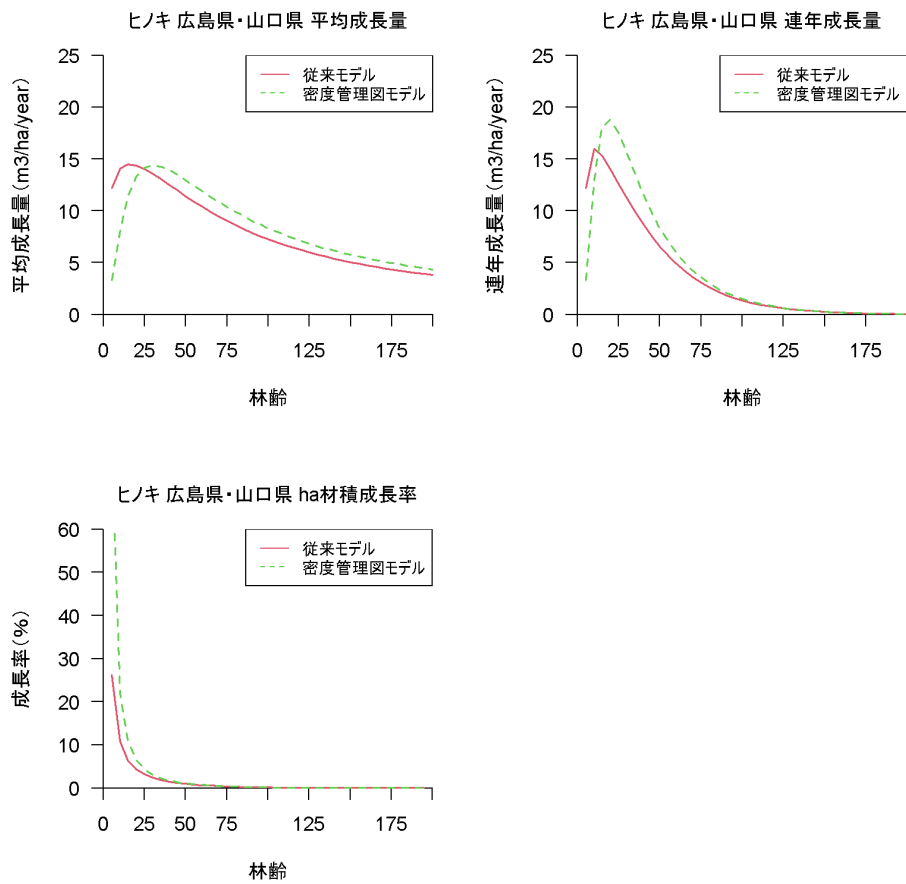 ヒノキ 広島県・山口県 平均成長量
平均成長量(m3/ha/year)
25
20
15
10
5
0
従来モデル
密度管理図モデル
0 25 50 75 125 175
林齢
ヒノキ 広島県・山口県 連年成長量
連年成長量(m3/ha/year)
25
20
15
10
5
0
従来モデル
密度管理図モデル
0 25 50 75 125 175
林齢
ヒノキ 広島県・山口県 ha材積成長率
成長率(%)
60
50
40
30
20
10
0
従来モデル
密度管理図モデル
0 25 50 75 125 175
林齢